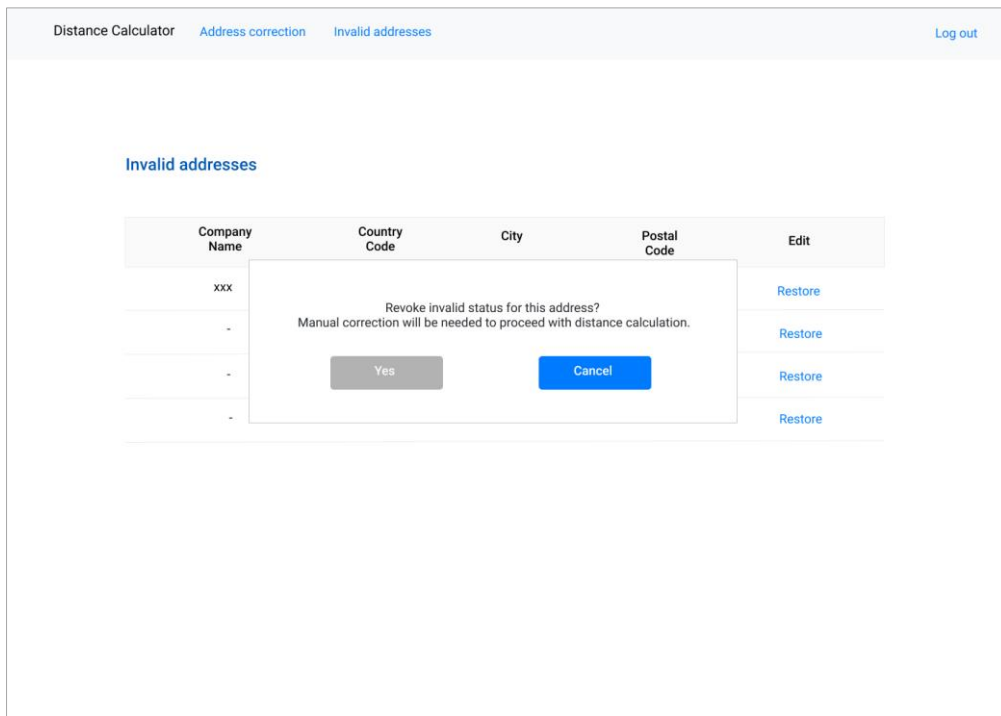 Distance Calculator Address correction Invalid addresses Log out
Invalid addresses
Company Name Country Code City Postal Code Edit
xxx Restore
- Restore
- Restore
- Restore
Revoke invalid status for this address?
Manual correction will be needed to proceed with distance calculation.
Yes Cancel